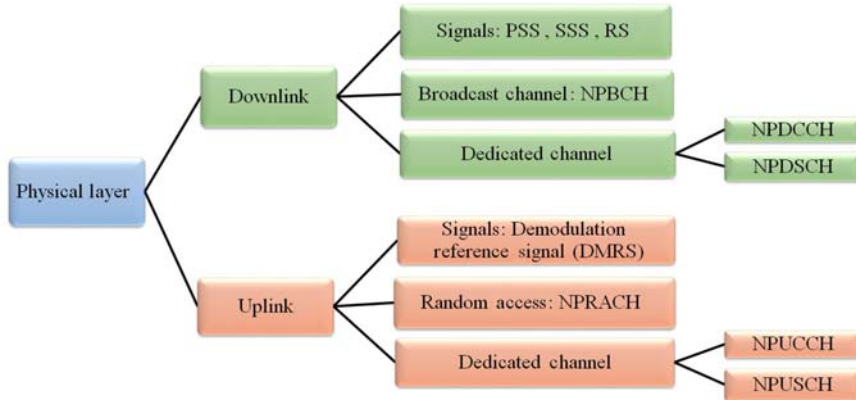 Physical layer
Downlink
Signals: PSS , SSS , RS
Broadcast channel: NPBCH
Dedicated channel
NPDCCH
NPDSCH
Uplink
Signals: Demodulation
reference signal (DMRS)
Random access: NPRACH
Dedicated channel
NPUCCH
NPUSCH